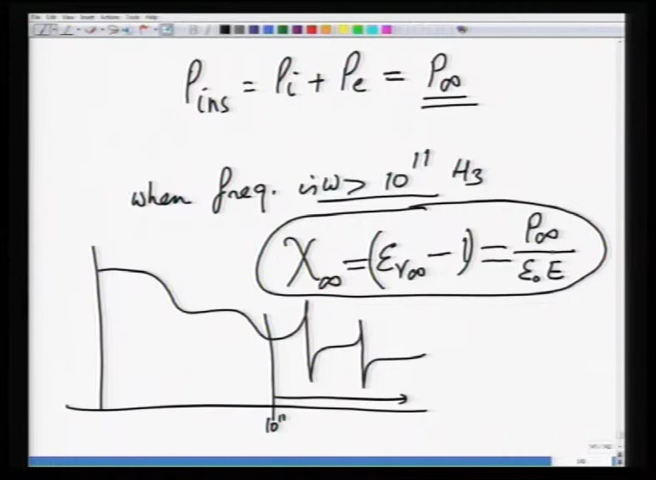 P_ins = P_i + P_e = P_∞
when freq. is ω > 10^11 Hz
χ_∞ = (ε_r∞ - 1) = P_∞ / ε_0 E
10^11